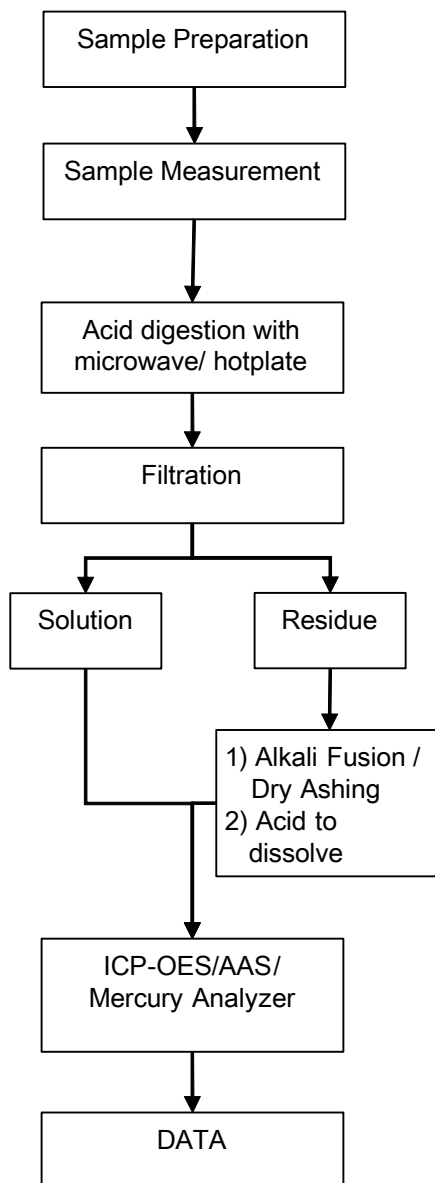 Sample Preparation
Sample Measurement
Acid digestion with
microwave/ hotplate
Filtration
Solution
Residue
1) Alkali Fusion /
Dry Ashing
2) Acid to
dissolve
ICP-OES/AAS/
Mercury Analyzer
DATA